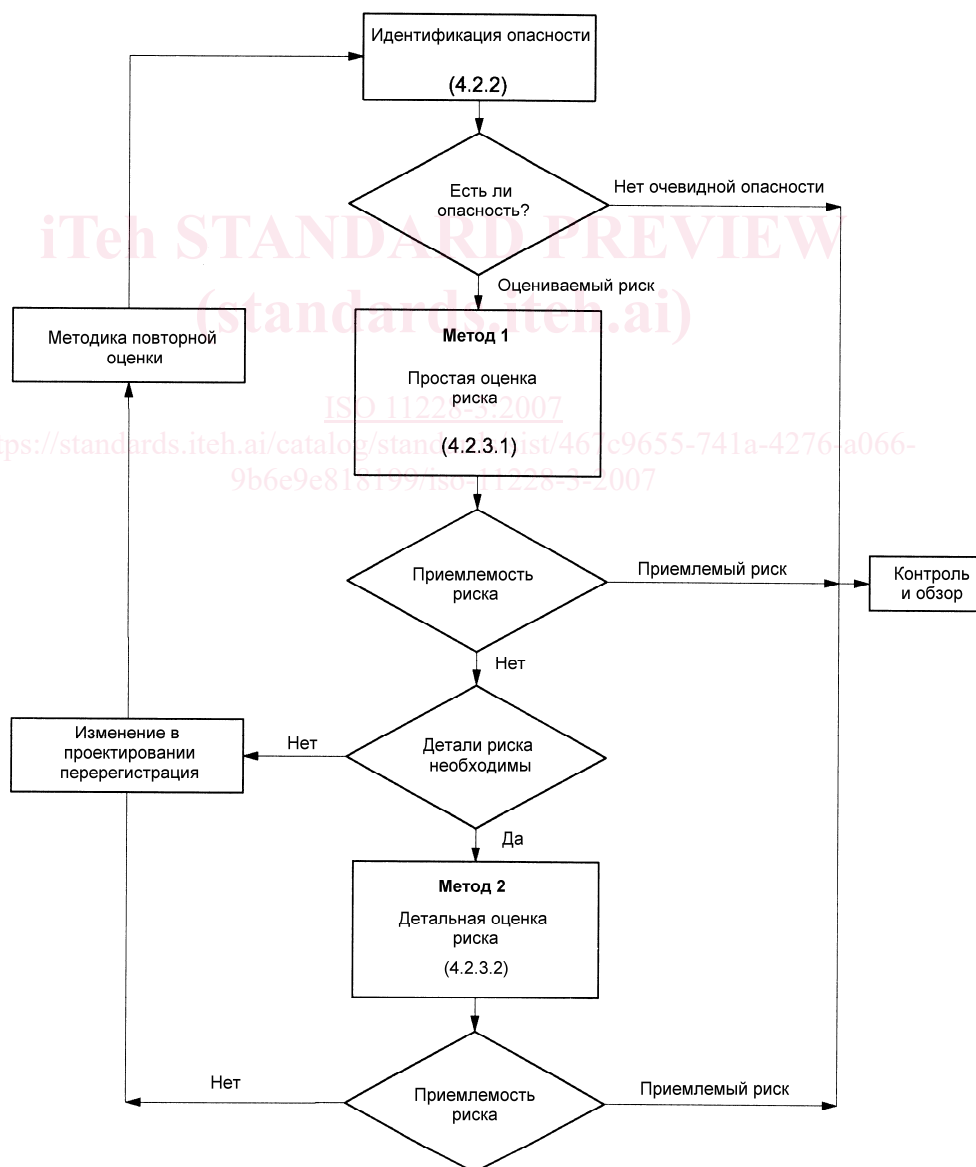 Идентификация опасности
(4.2.2)
Есть ли
опасность?
Нет очевидной опасности
iTeh STANDARD PREVIEW
(standards.iteh.ai)
Оцениваемый риск
Методика повторной
оценки
Метод 1
Простая оценка
риска
(4.2.3.1)
ISO 11228-3:2007
tps://standards.iteh.ai/catalog/standards/sist/467c9655-741a-4276-a066-
9b6e9e818199/iso-11228-3-2007
Приемлемость
риска
Приемлемый риск
Контроль
и обзор
Нет
Изменение в
проектировании
перерегистрация
Нет
Детали риска
необходимы
Да
Метод 2
Детальная оценка
риска
(4.2.3.2)
Нет
Приемлемость
риска
Приемлемый риск